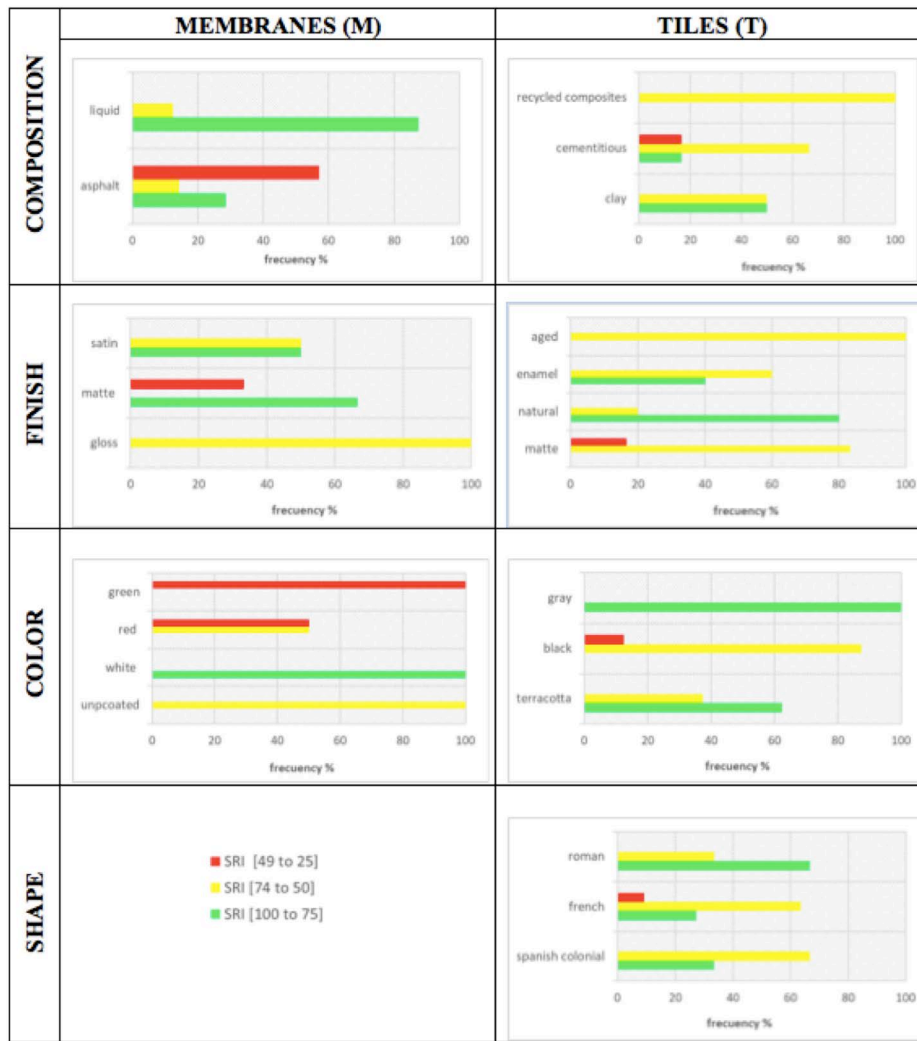 MEMBRANES (M)
TILES (T)
COMPOSITION
liquid
asphalt
0 20 40 60 80 100
frecuency %
recycled composites
cementitious
clay
0 20 40 60 80 100
frecuency %
FINISH
satin
matte
gloss
0 20 40 60 80 100
frecuency %
aged
enamel
natural
matte
0 20 40 60 80 100
frecuency %
COLOR
green
red
white
unpcoated
0 20 40 60 80 100
frecuency %
gray
black
terracotta
0 20 40 60 80 100
frecuency %
SHAPE
SRI [49 to 25]
SRI [74 to 50]
SRI [100 to 75]
roman
french
spanish colonial
0 20 40 60 80 100
frecuency %